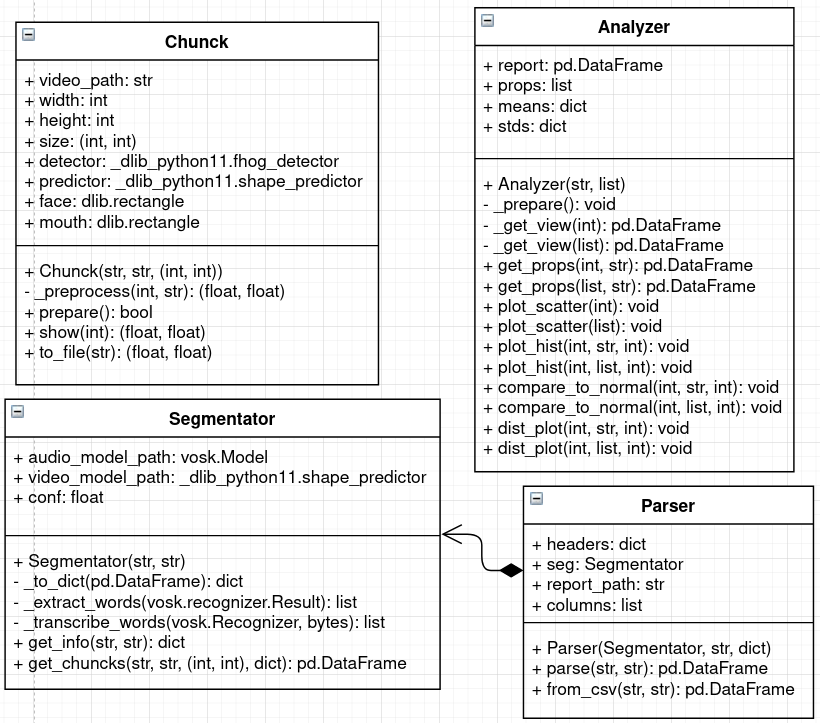 Chunck
+ video_path: str
+ width: int
+ height: int
+ size: (int, int)
+ detector: _dlib_python11.fhog_detector
+ predictor: _dlib_python11.shape_predictor
+ face: dlib.rectangle
+ mouth: dlib.rectangle
+ Chunck(str, str, (int, int))
- _preprocess(int, str): (float, float)
+ prepare(): bool
+ show(int): (float, float)
+ to_file(str): (float, float)
Analyzer
+ report: pd.DataFrame
+ props: list
+ means: dict
+ stds: dict
+ Analyzer(str, list)
- _prepare(): void
- _get_view(int): pd.DataFrame
- _get_view(list): pd.DataFrame
+ get_props(int, str): pd.DataFrame
+ get_props(list, str): pd.DataFrame
+ plot_scatter(int): void
+ plot_scatter(list): void
+ plot_hist(int, str, int): void
+ plot_hist(int, list, int): void
+ compare_to_normal(int, str, int): void
+ compare_to_normal(int, list, int): void
+ dist_plot(int, str, int): void
+ dist_plot(int, list, int): void
Segmentator
+ audio_model_path: vosk.Model
+ video_model_path: _dlib_python11.shape_predictor
+ conf: float
+ Segmentator(str, str)
- _to_dict(pd.DataFrame): dict
- _extract_words(vosk.recognizer.Result): list
- _transcribe_words(vosk.Recognizer, bytes): list
+ get_info(str, str): dict
+ get_chuncks(str, str, (int, int), dict): pd.DataFrame
Parser
+ headers: dict
+ seg: Segmentator
+ report_path: str
+ columns: list
+ Parser(Segmentator, str, dict)
+ parse(str, str): pd.DataFrame
+ from_csv(str, str): pd.DataFrame